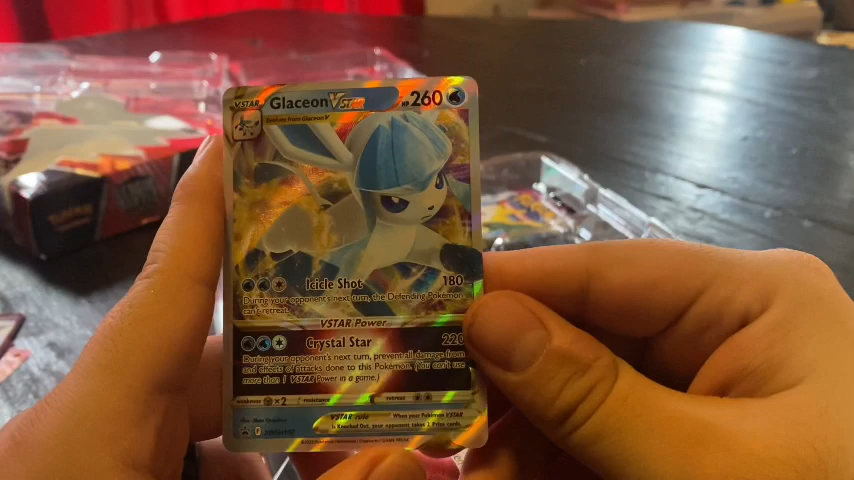 VSTAR Glaceon VSTAR HP 260
Evolves from Glaceon V
Icicle Shot 180
During your opponent's next turn, the Defending Pokémon
can't retreat.
VSTAR Power
Crystal Star 220
During your opponent's next turn, prevent all damage from
and effects of attacks done to this Pokémon. (You can't use
more than 1 VSTAR Power in a game.)
weakness ×2 resistance retreat
VSTAR rule When your Pokémon VSTAR
is Knocked Out, your opponent takes 2 Prize cards.